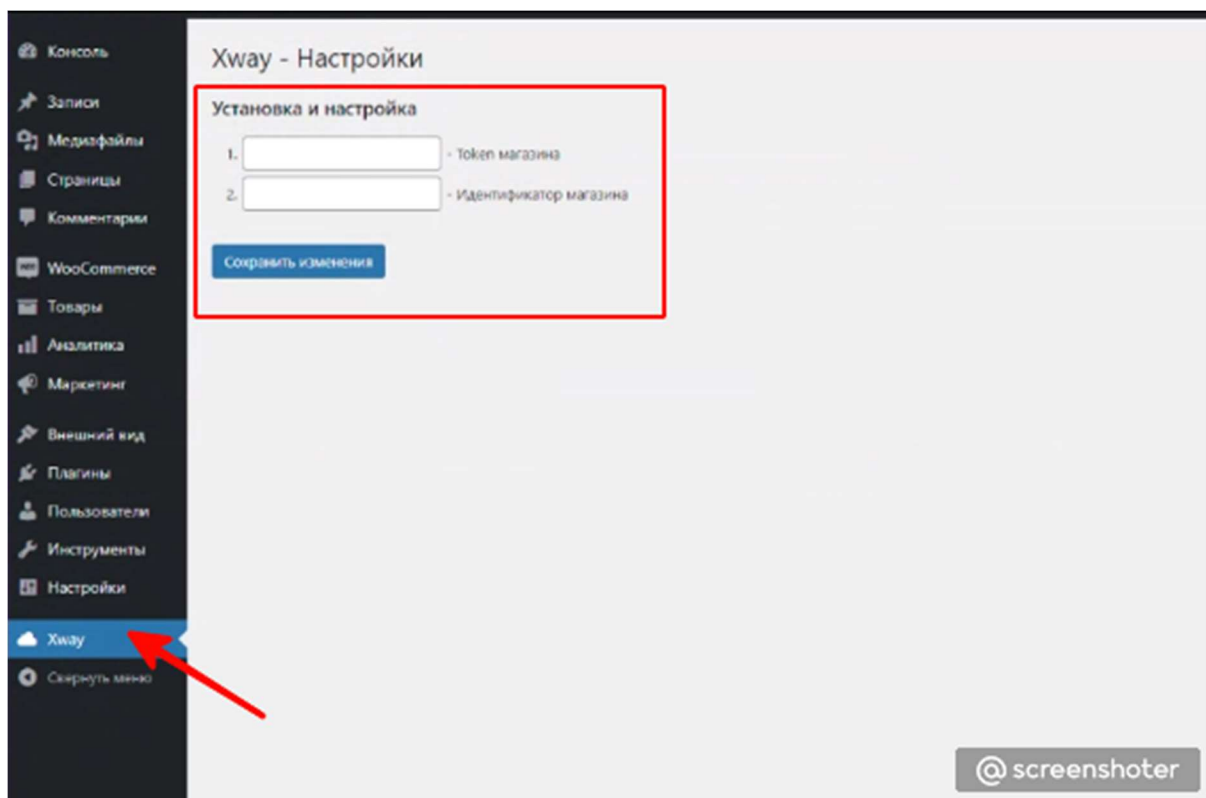 Консоль
Записи
Медиафайлы
Страницы
Комментарии
WooCommerce
Товары
Аналитика
Маркетинг
Внешний вид
Плагины
Пользователи
Инструменты
Настройки
Xway
Свернуть меню
Xway - Настройки
Установка и настройка
1. - Token магазина
2. - Идентификатор магазина
Сохранить изменения
@screenshoter